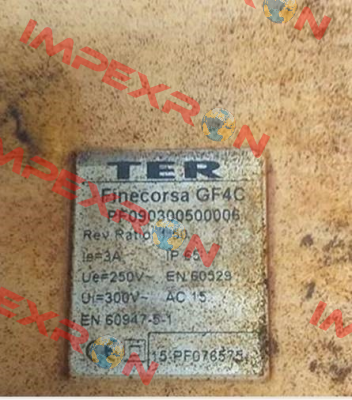 IMPEXRON
IMPEXRON
IMPEXRON
TER
Finecorsa GF4C
PF090300500006
Rev Ratio 1:50
Ie=3A IP 65
Ue=250V~ EN 60529
Ui=300V~ AC 15
EN 60947-5-1
15 PF076575